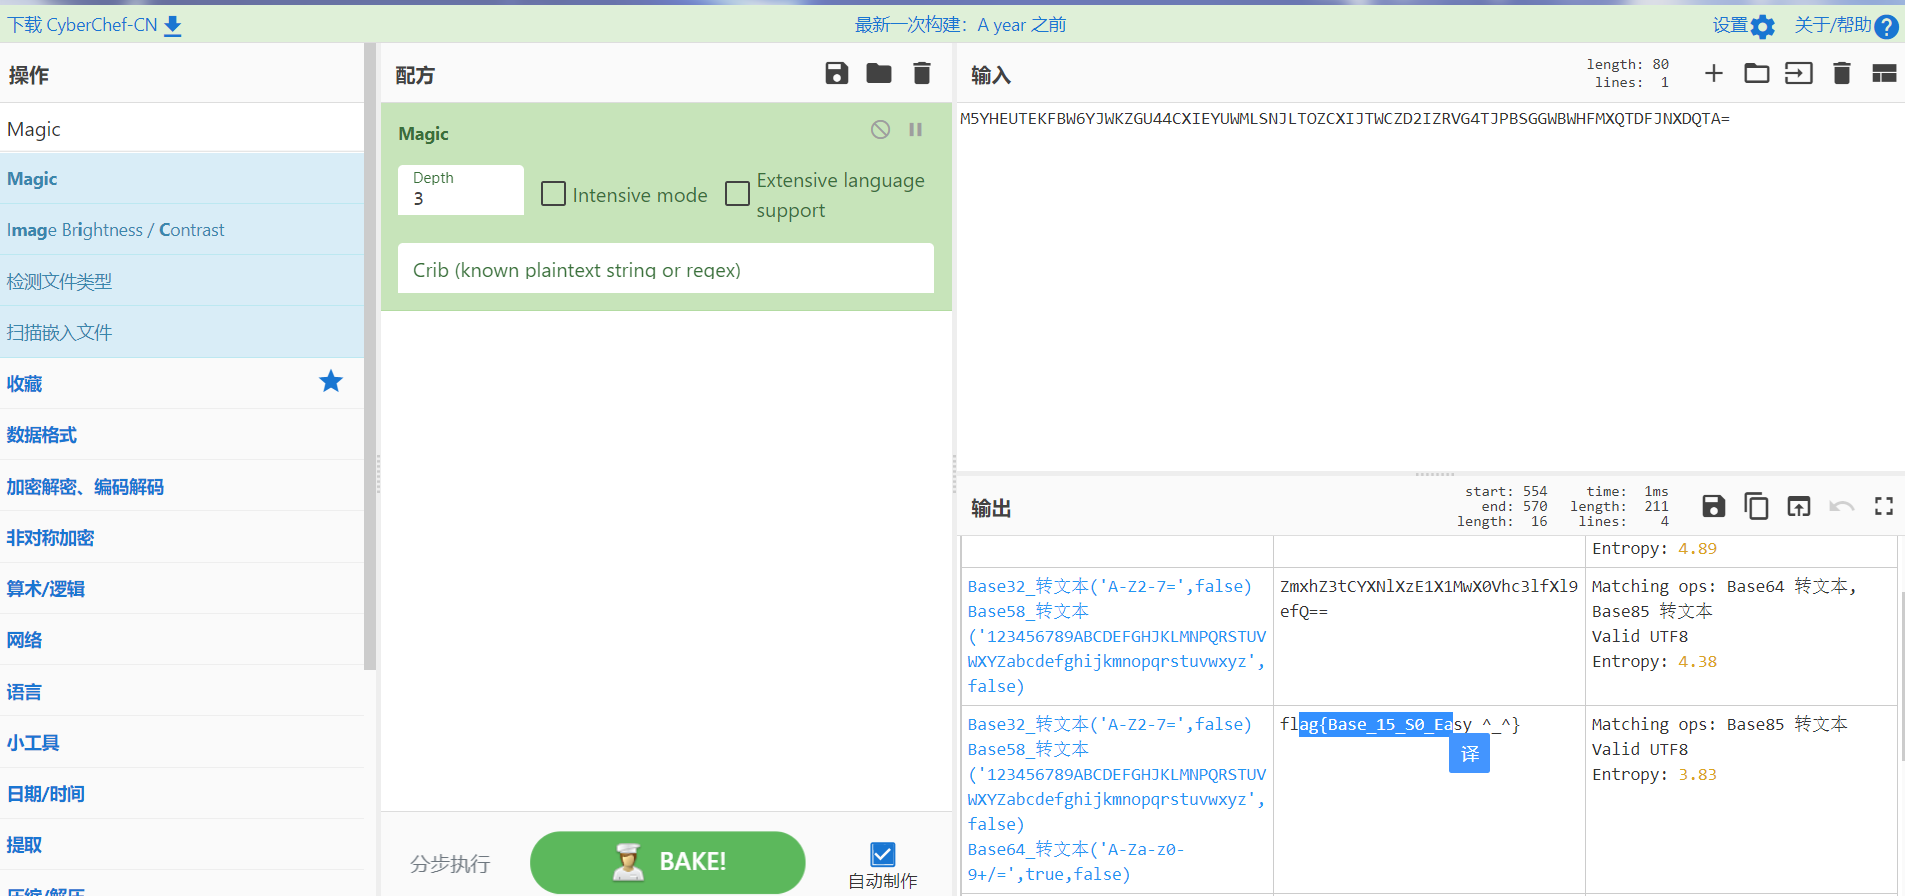 下载 CyberChef-CN
最新一次构建：A year 之前
设置
关于/帮助
操作
Magic
Magic
Image Brightness / Contrast
检测文件类型
扫描嵌入文件
收藏
数据格式
加密解密、编码解码
非对称加密
算术/逻辑
网络
语言
小工具
日期/时间
提取
压缩/解压
配方
Magic
Depth
3
Intensive mode
Extensive language
support
Crib (known plaintext string or regex)
分步执行
BAKE!
自动制作
输入
length: 80
lines: 1
M5YHEUTEKFBW6YJWKZGU44CXIEYUWMLSNJLTOZCXIJTWCZD2IZRVG4TJPBSGGWBWHFMXQTDFJNXDQTA=
输出
start: 554
end: 570
length: 16
time: 1ms
length: 211
lines: 4
Entropy: 4.89
Base32_转文本('A-Z2-7=',false)
Base58_转文本
('123456789ABCDEFGHJKLMNPQRSTUV
WXYZabcdefghijkmnopqrstuvwxyz',
false)
ZmxhZ3tCYXNlXzE1X1MwX0Vhc3lfXl9
efQ==
Matching ops: Base64 转文本,
Base85 转文本
Valid UTF8
Entropy: 4.38
Base32_转文本('A-Z2-7=',false)
Base58_转文本
('123456789ABCDEFGHJKLMNPQRSTUV
WXYZabcdefghijkmnopqrstuvwxyz',
false)
Base64_转文本('A-Za-z0-
9+/=',true,false)
flag{Base_15_S0_Easy_^_^}
译
Matching ops: Base85 转文本
Valid UTF8
Entropy: 3.83